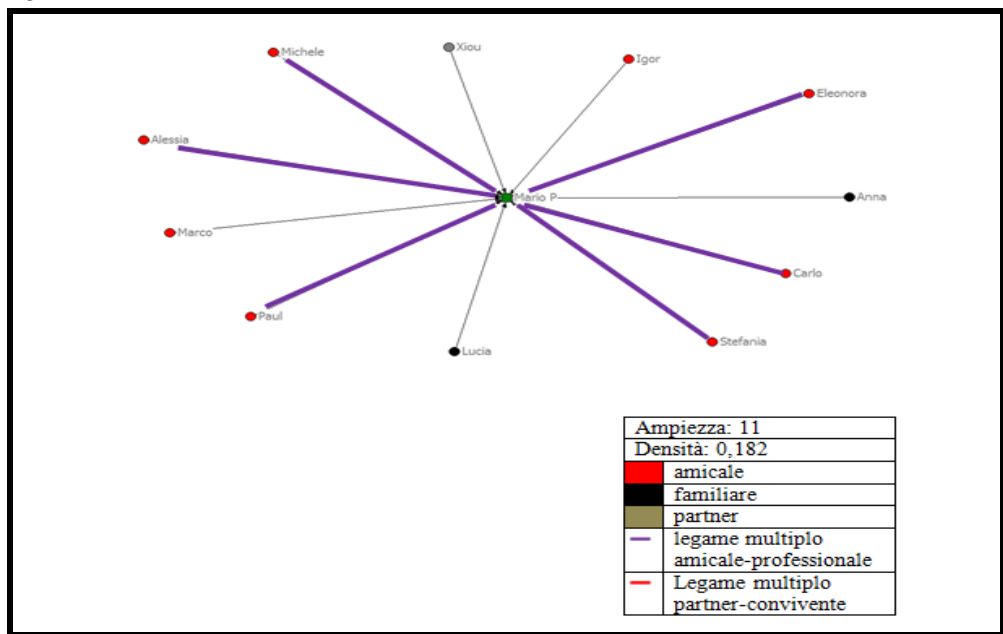 Michele
Xiou
Igor
Eleonora
Alessia
Mario P
Anna
Marco
Carlo
Paul
Stefania
Lucia
Ampiezza: 11
Densità: 0,182
amicale
familiare
partner
legame multiplo
amicale-professionale
Legame multiplo
partner-convivente